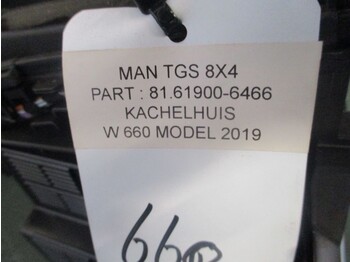 MAN TGS 8X4
PART : 81.61900-6466
KACHELHUIS
W 660 MODEL 2019
660